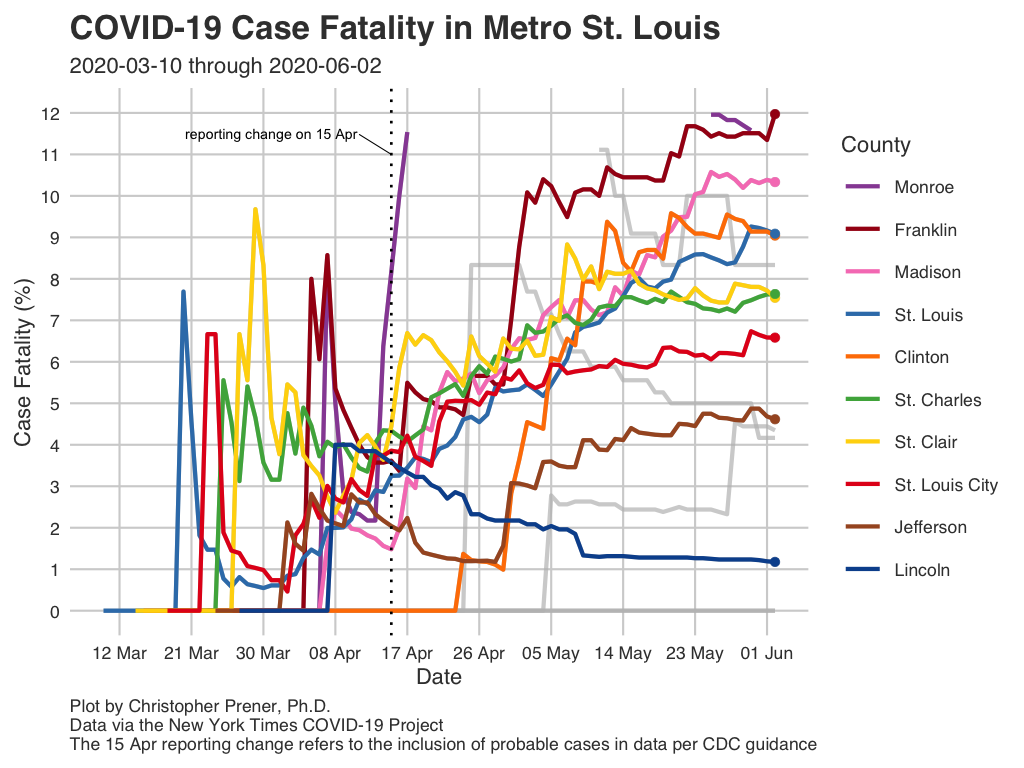 COVID-19 Case Fatality in Metro St. Louis
2020-03-10 through 2020-06-02
reporting change on 15 Apr
Case Fatality (%)
12
11
10
9
8
7
6
5
4
3
2
1
0
12 Mar
21 Mar
30 Mar
08 Apr
17 Apr
26 Apr
05 May
14 May
23 May
01 Jun
Date
County
Monroe
Franklin
Madison
St. Louis
Clinton
St. Charles
St. Clair
St. Louis City
Jefferson
Lincoln
Plot by Christopher Prener, Ph.D.
Data via the New York Times COVID-19 Project
The 15 Apr reporting change refers to the inclusion of probable cases in data per CDC guidance